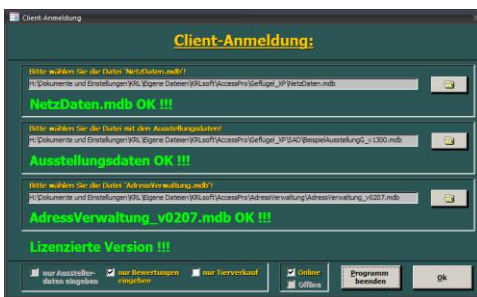 Client-Anmeldung
Client-Anmeldung:
Bitte wählen Sie die Datei 'NetzDaten.mdb'!
H:\Dokumente und Einstellungen\KRL\Eigene Dateien\KRLsoft\AccessPro\Geflügel_XP\NetzDaten.mdb
NetzDaten.mdb OK !!!
Bitte wählen Sie die Datei mit den Ausstellungsdaten!
H:\Dokumente und Einstellungen\KRL\Eigene Dateien\KRLsoft\AccessPro\Geflügel_XP\SAD\BeispielAusstellungG_v1300.mdb
Ausstellungsdaten OK !!!
Bitte wählen Sie die Datei 'AdressVerwaltung.mdb'!
H:\Dokumente und Einstellungen\KRL\Eigene Dateien\KRLsoft\AccessPro\AdressVerwaltung\AdressVerwaltung_v0207.mdb
AdressVerwaltung_v0207.mdb OK !!!
Lizenzierte Version !!!
nur Aussteller-daten eingeben
nur Bewertungen eingeben
nur Tierverkauf
Online
Offline
Programm beenden
Ok